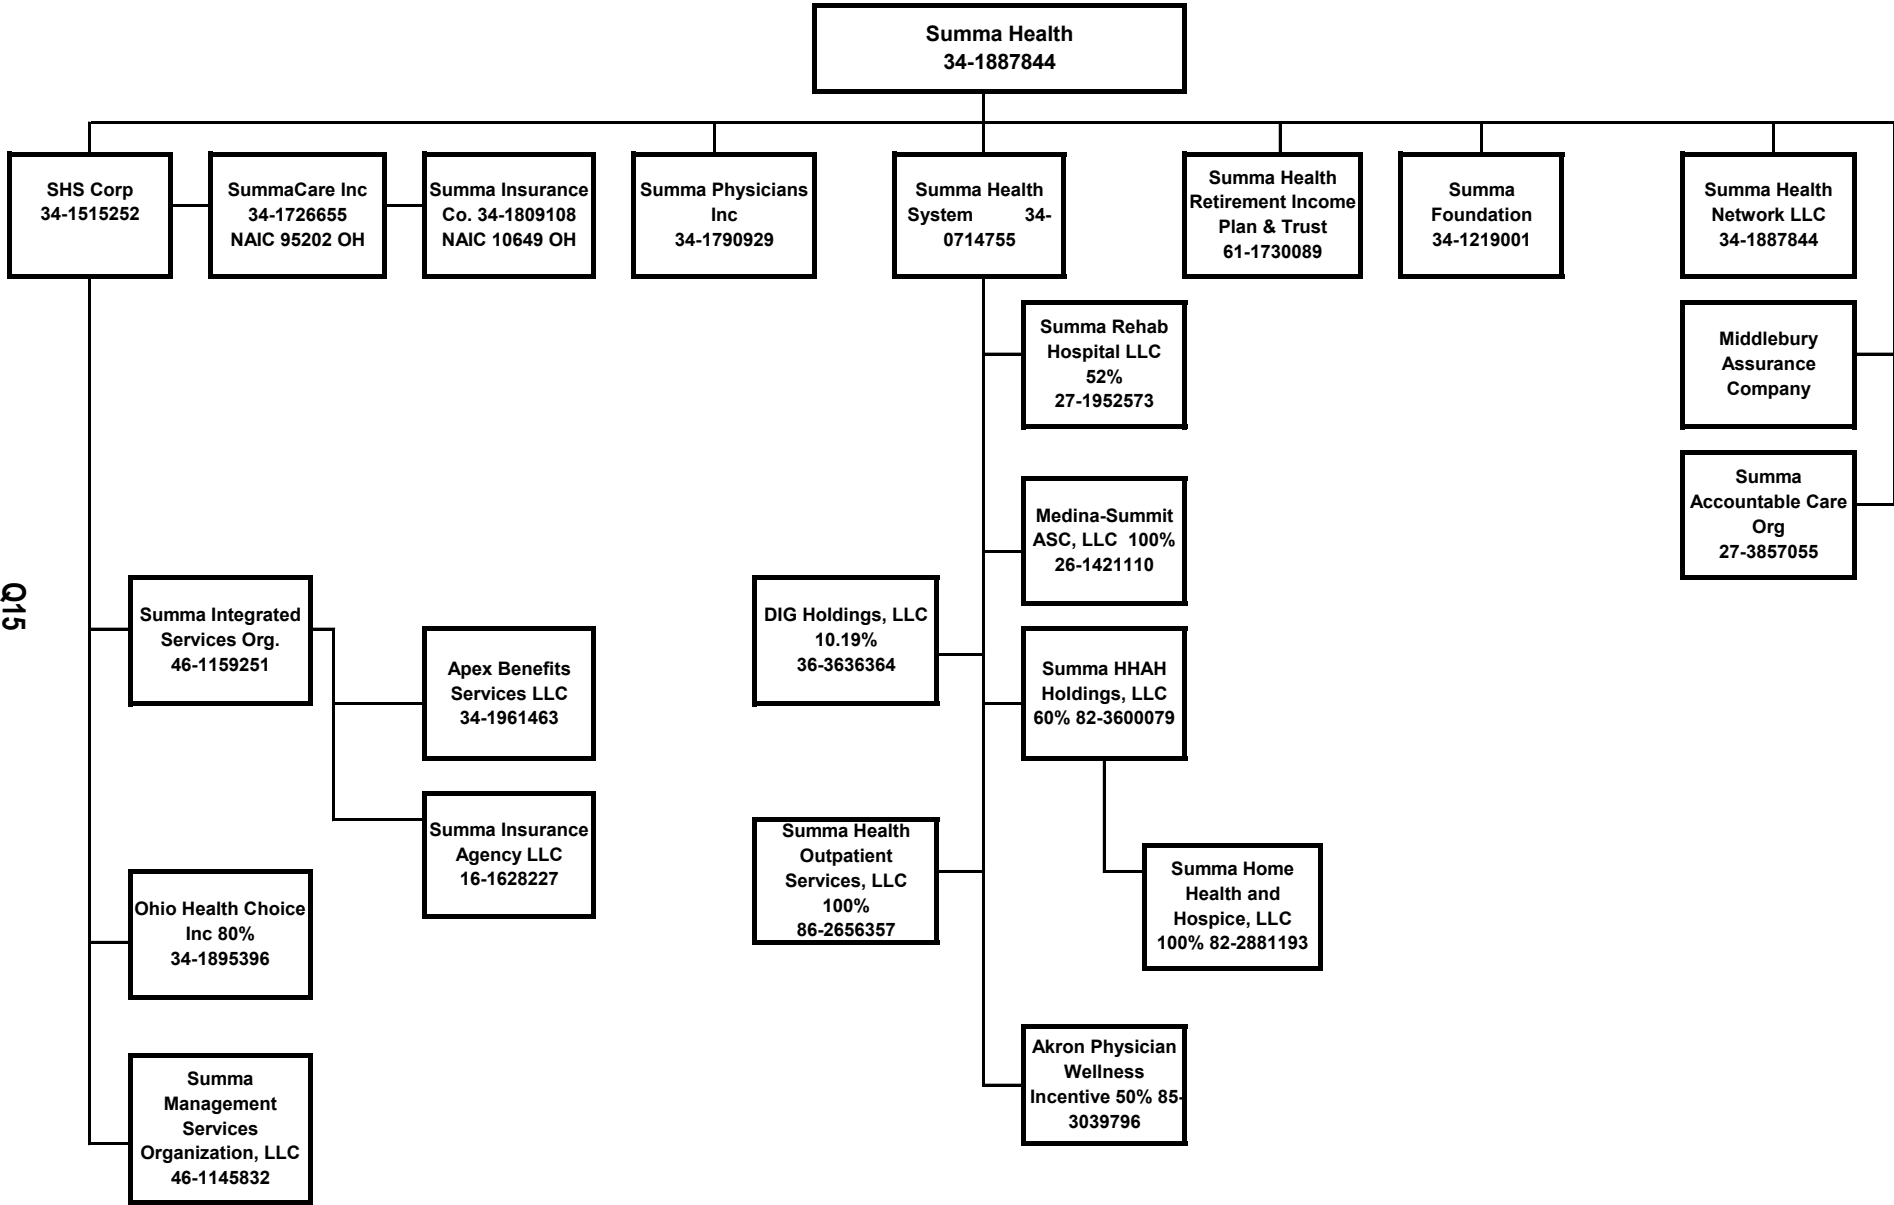 Summa Health
34-1887844
SHS Corp
34-1515252
SummaCare Inc
34-1726655
NAIC 95202 OH
Summa Insurance
Co. 34-1809108
NAIC 10649 OH
Summa Physicians
Inc
34-1790929
Summa Health
System 34-
0714755
Summa Health
Retirement Income
Plan & Trust
61-1730089
Summa
Foundation
34-1219001
Summa Health
Network LLC
34-1887844
Summa Rehab
Hospital LLC
52%
27-1952573
Middlebury
Assurance
Company
Medina-Summit
ASC, LLC 100%
26-1421110
Summa
Accountable Care
Org
27-3857055
Q15
Summa Integrated
Services Org.
46-1159251
Apex Benefits
Services LLC
34-1961463
DIG Holdings, LLC
10.19%
36-3636364
Summa HHAH
Holdings, LLC
60% 82-3600079
Summa Insurance
Agency LLC
16-1628227
Summa Health
Outpatient
Services, LLC
100%
86-2656357
Summa Home
Health and
Hospice, LLC
100% 82-2881193
Ohio Health Choice
Inc 80%
34-1895396
Akron Physician
Wellness
Incentive 50% 85-
3039796
Summa
Management
Services
Organization, LLC
46-1145832